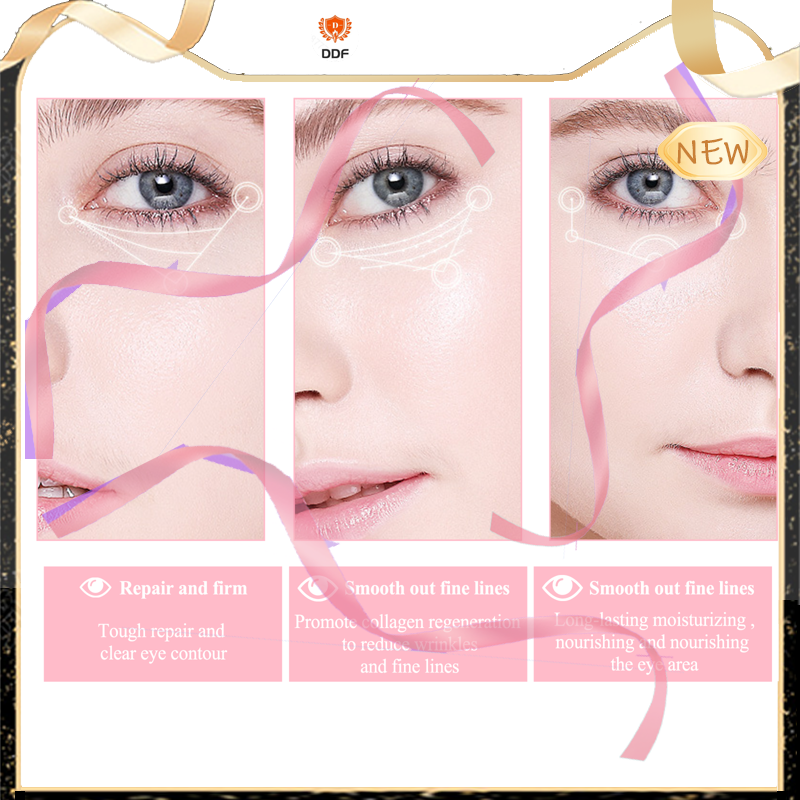 D
DDF
NEW
Repair and firm
Tough repair and
clear eye contour
Smooth out fine lines
Promote collagen regeneration
to reduce wrinkles
and fine lines
Smooth out fine lines
Long-lasting moisturizing ,
nourishing and nourishing
the eye area